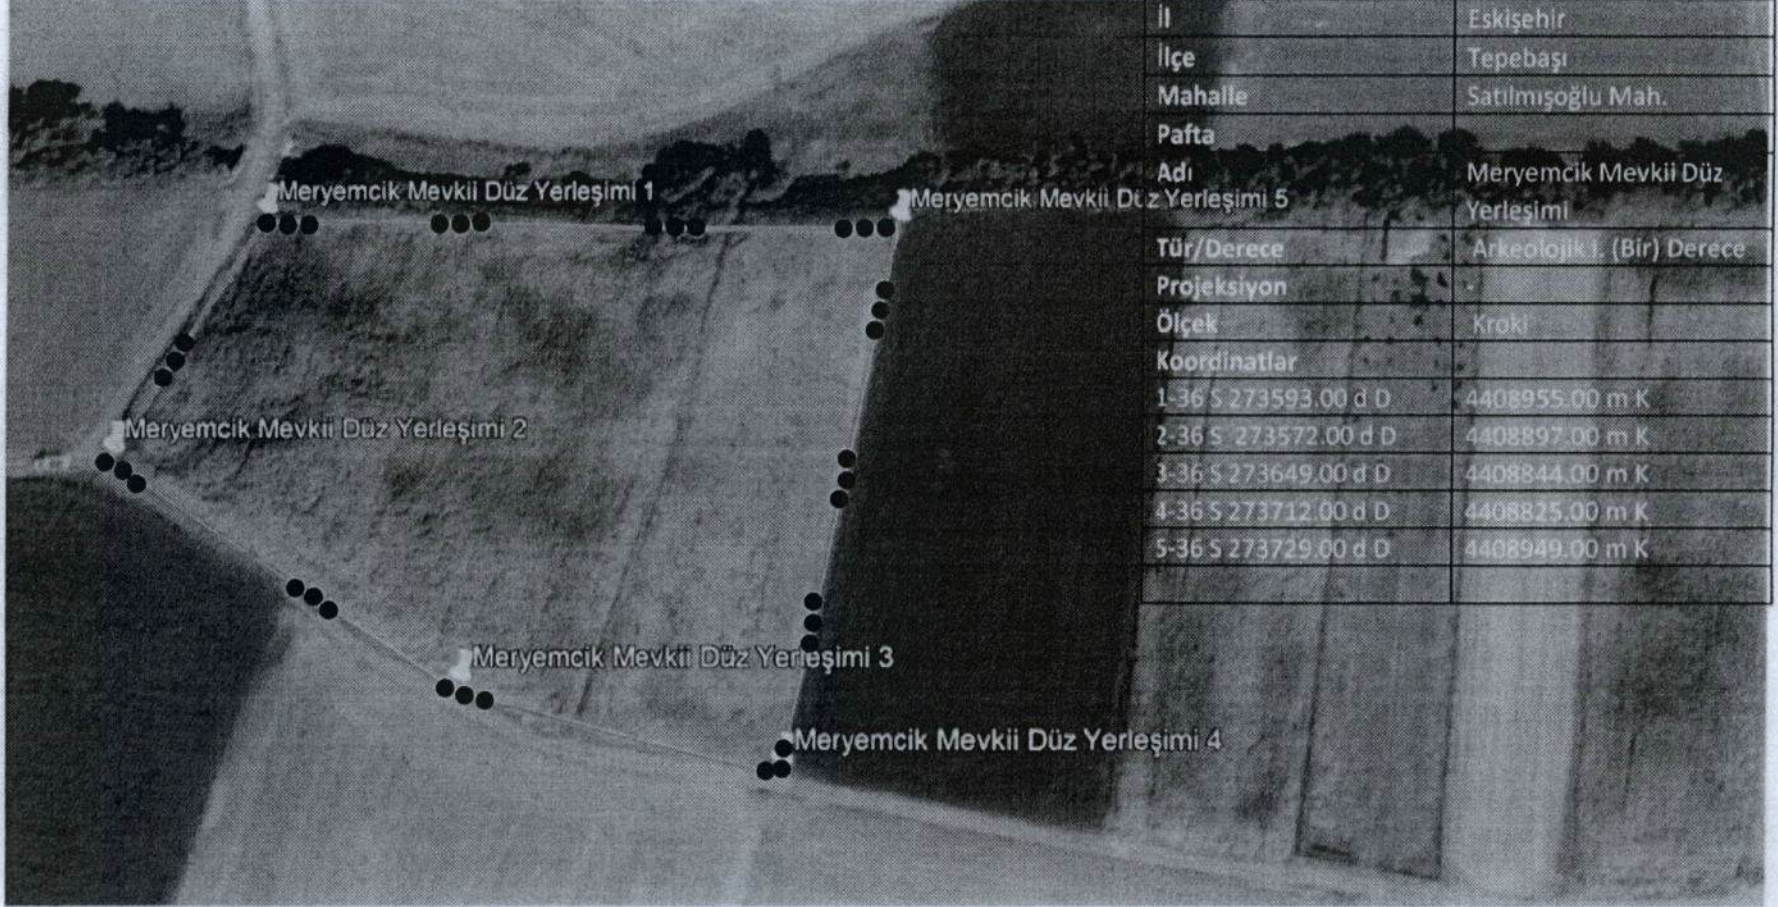 İl Eskişehir
İlçe Tepebaşı
Mahalle Satılmışoğlu Mah.
Pafta
Adı Meryemcik Mevkii Düz
Yerleşimi
Tür/Derece Arkeolojik I. (Bir) Derece
Projeksiyon -
Ölçek Kroki
Koordinatlar
1-36 S 273593.00 d D 4408955.00 m K
2-36 S 273572.00 d D 4408897.00 m K
3-36 S 273649.00 d D 4408844.00 m K
4-36 S 273712.00 d D 4408825.00 m K
5-36 S 273729.00 d D 4408949.00 m K
Meryemcik Mevkii Düz Yerleşimi 1
Meryemcik Mevkii Düz Yerleşimi 5
Meryemcik Mevkii Düz Yerleşimi 2
Meryemcik Mevkii Düz Yerleşimi 3
Meryemcik Mevkii Düz Yerleşimi 4